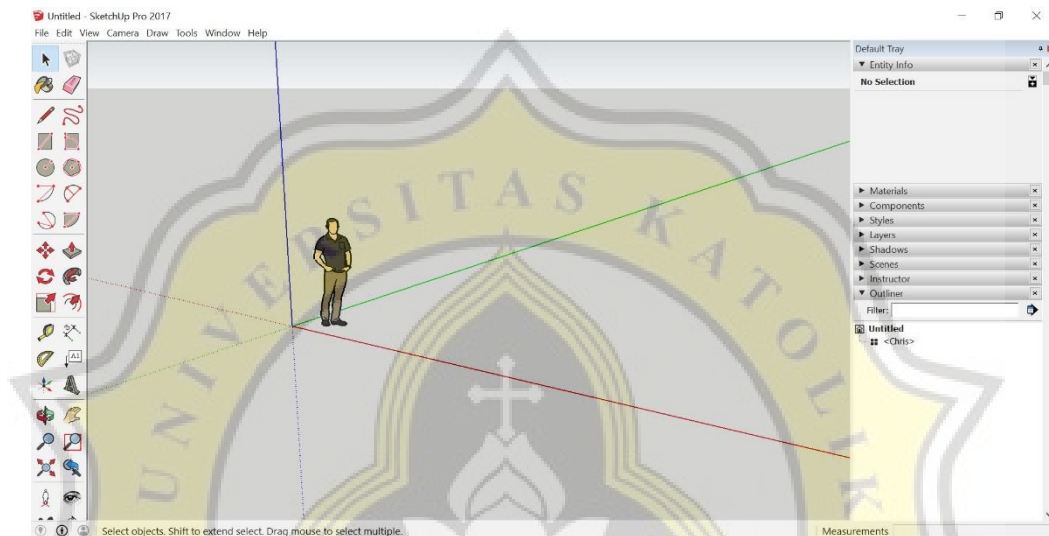 Untitled - SketchUp Pro 2017
File Edit View Camera Draw Tools Window Help
Default Tray
Entity Info
No Selection
Materials
Components
Styles
Layers
Shadows
Scenes
Instructor
Outliner
Filter:
Untitled
<Chris>
A1
UNIVERSITAS KATOLIK
Select objects. Shift to extend select. Drag mouse to select multiple.
Measurements